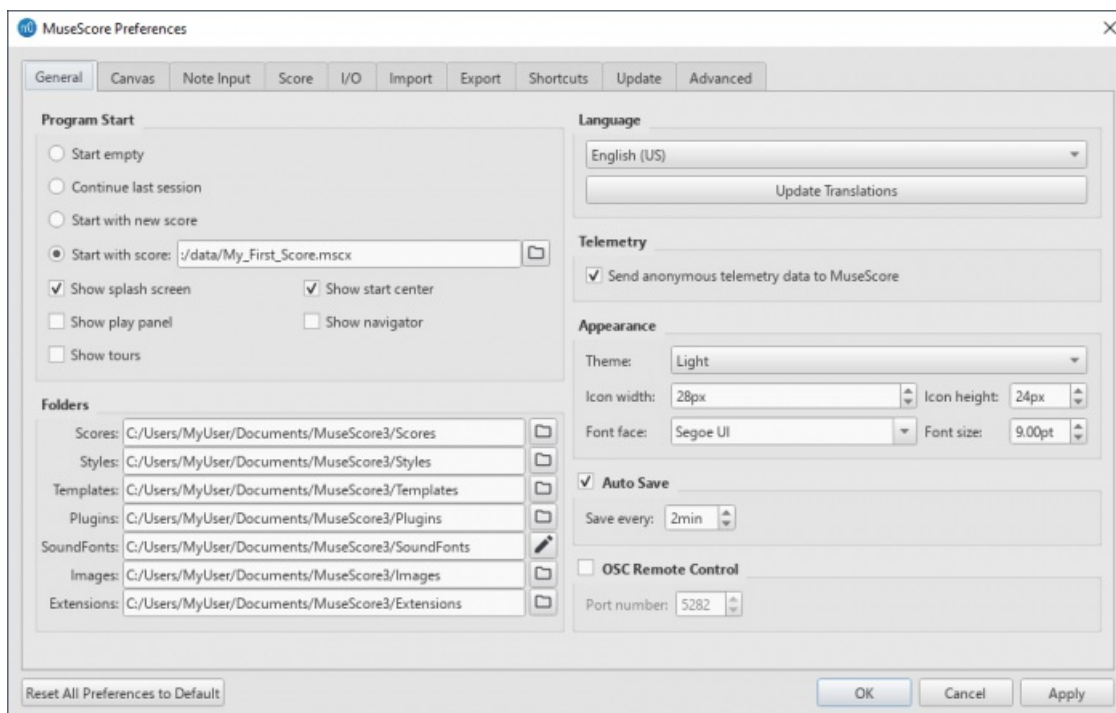 MuseScore Preferences
General Canvas Note Input Score I/O Import Export Shortcuts Update Advanced
Program Start
Start empty
Continue last session
Start with new score
Start with score: :/data/My_First_Score.mscx
Show splash screen Show start center
Show play panel Show navigator
Show tours
Folders
Scores: C:/Users/MyUser/Documents/MuseScore3/Scores
Styles: C:/Users/MyUser/Documents/MuseScore3/Styles
Templates: C:/Users/MyUser/Documents/MuseScore3/Templates
Plugins: C:/Users/MyUser/Documents/MuseScore3/Plugins
SoundFonts: C:/Users/MyUser/Documents/MuseScore3/SoundFonts
Images: C:/Users/MyUser/Documents/MuseScore3/Images
Extensions: C:/Users/MyUser/Documents/MuseScore3/Extensions
Language
English (US)
Update Translations
Telemetry
Send anonymous telemetry data to MuseScore
Appearance
Theme: Light
Icon width: 28px Icon height: 24px
Font face: Segoe UI Font size: 9.00pt
Auto Save
Save every: 2min
OSC Remote Control
Port number: 5282
Reset All Preferences to Default OK Cancel Apply